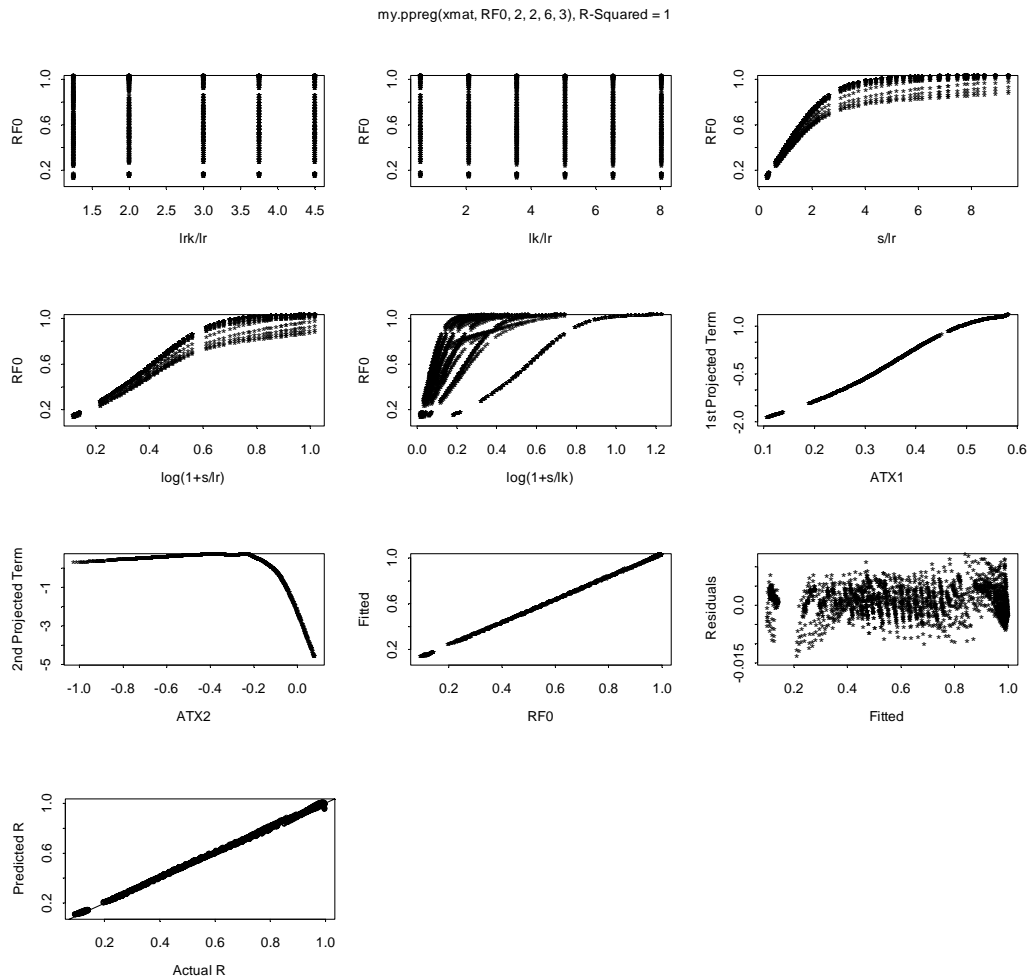 my.ppreg(xmat, RF0, 2, 2, 6, 3), R-Squared = 1
RF0
0.2 0.6 1.0
1.5 2.0 2.5 3.0 3.5 4.0 4.5
lrk/lr
RF0
0.2 0.6 1.0
2 4 6 8
lk/lr
RF0
0.2 0.6 1.0
0 2 4 6 8
s/lr
RF0
0.2 0.6 1.0
0.2 0.4 0.6 0.8 1.0
log(1+s/lr)
RF0
0.2 0.6 1.0
0.0 0.2 0.4 0.6 0.8 1.0 1.2
log(1+s/lk)
1st Projected Term
-2.0 -0.5 1.0
0.1 0.2 0.3 0.4 0.5 0.6
ATX1
2nd Projected Term
-5 -3 -1
-1.0 -0.8 -0.6 -0.4 -0.2 0.0
ATX2
Fitted
0.2 0.6 1.0
0.2 0.4 0.6 0.8 1.0
RF0
Residuals
-0.015 0.0
0.2 0.4 0.6 0.8 1.0
Fitted
Predicted R
0.2 0.6 1.0
0.2 0.4 0.6 0.8 1.0
Actual R